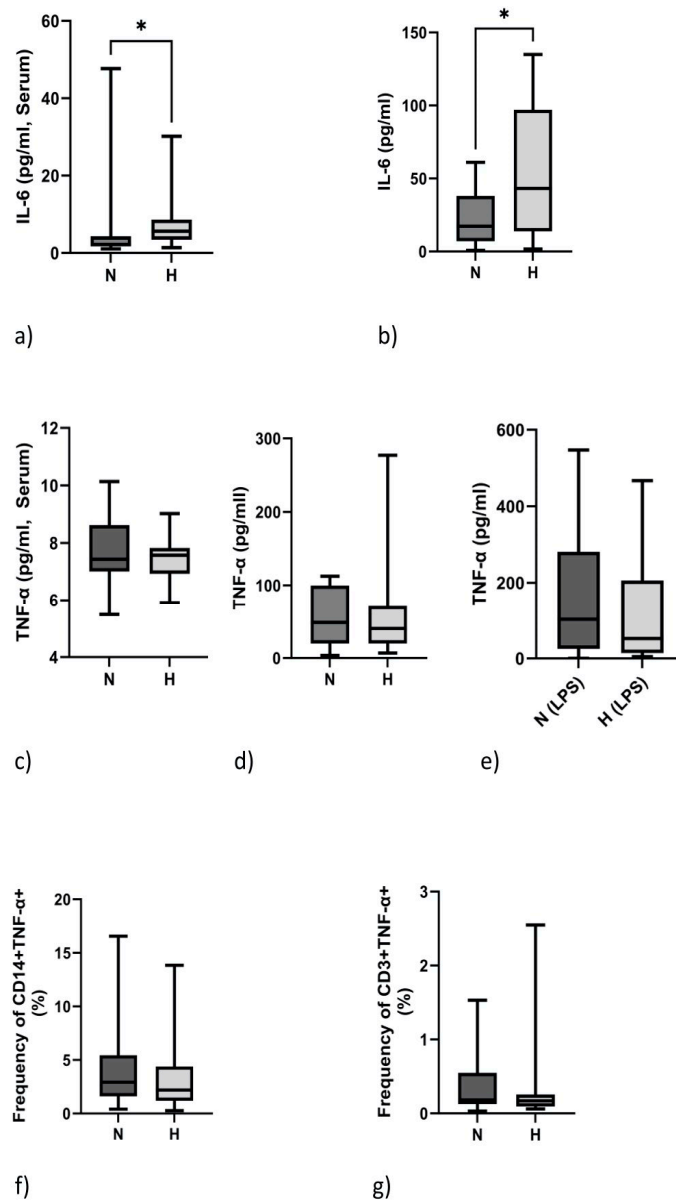 IL-6 (pg/ml, Serum)
60
40
20
0
*
N
H
a)
IL-6 (pg/ml)
150
100
50
0
*
N
H
b)
TNF-α (pg/ml, Serum)
12
10
8
6
4
N
H
c)
TNF-α (pg/mll)
300
200
100
0
N
H
d)
TNF-α (pg/ml)
600
400
200
0
N (LPS)
H (LPS)
e)
Frequency of CD14+TNF-α+
(%)
20
15
10
5
0
N
H
f)
Frequency of CD3+TNF-α+
(%)
3
2
1
0
N
H
g)